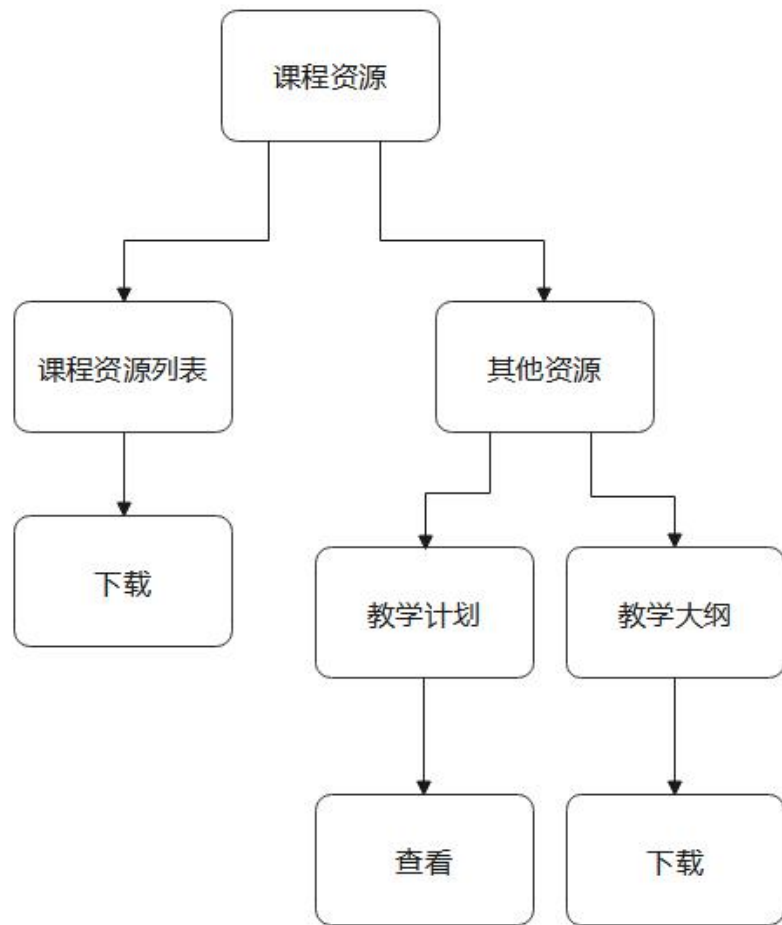 课程资源
课程资源列表
其他资源
下载
教学计划
教学大纲
查看
下载